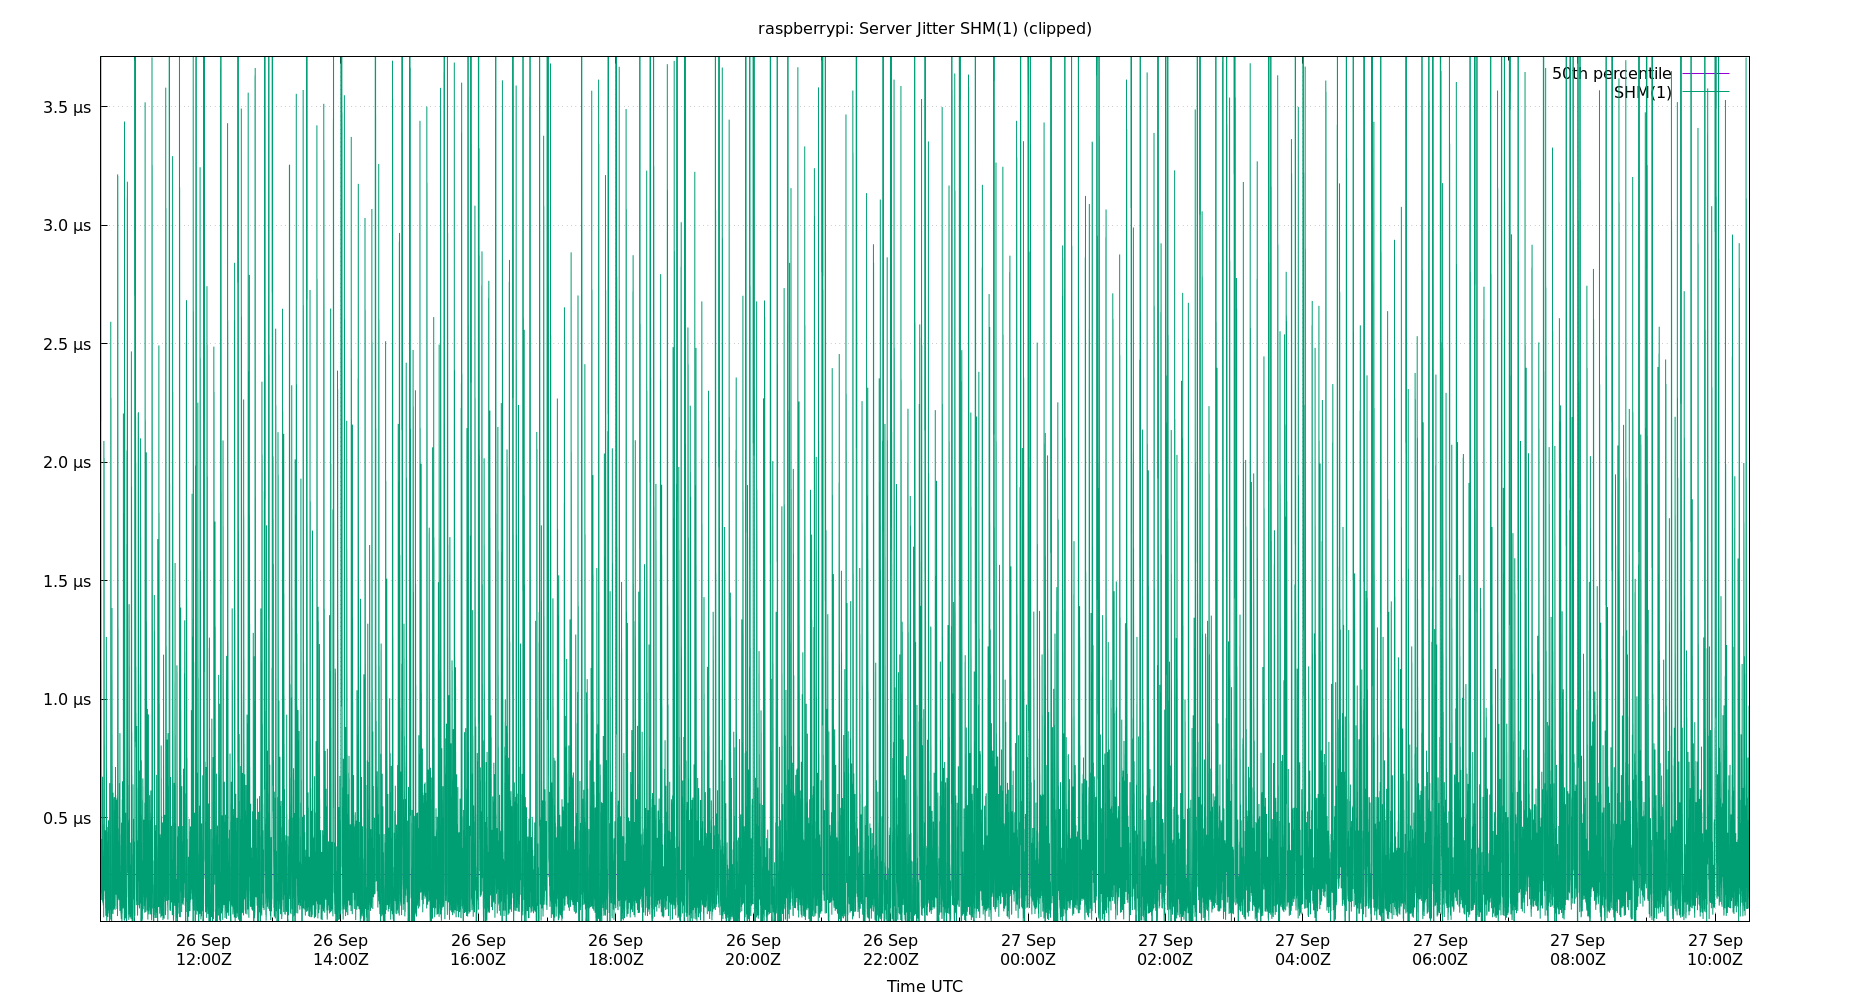 raspberrypi: Server Jitter SHM(1) (clipped)
50th percentile
SHM(1)
3.5 μs
3.0 μs
2.5 μs
2.0 μs
1.5 μs
1.0 μs
0.5 μs
26 Sep 26 Sep 26 Sep 26 Sep 26 Sep 26 Sep 27 Sep 27 Sep 27 Sep 27 Sep 27 Sep 27 Sep
12:00Z 14:00Z 16:00Z 18:00Z 20:00Z 22:00Z 00:00Z 02:00Z 04:00Z 06:00Z 08:00Z 10:00Z
Time UTC